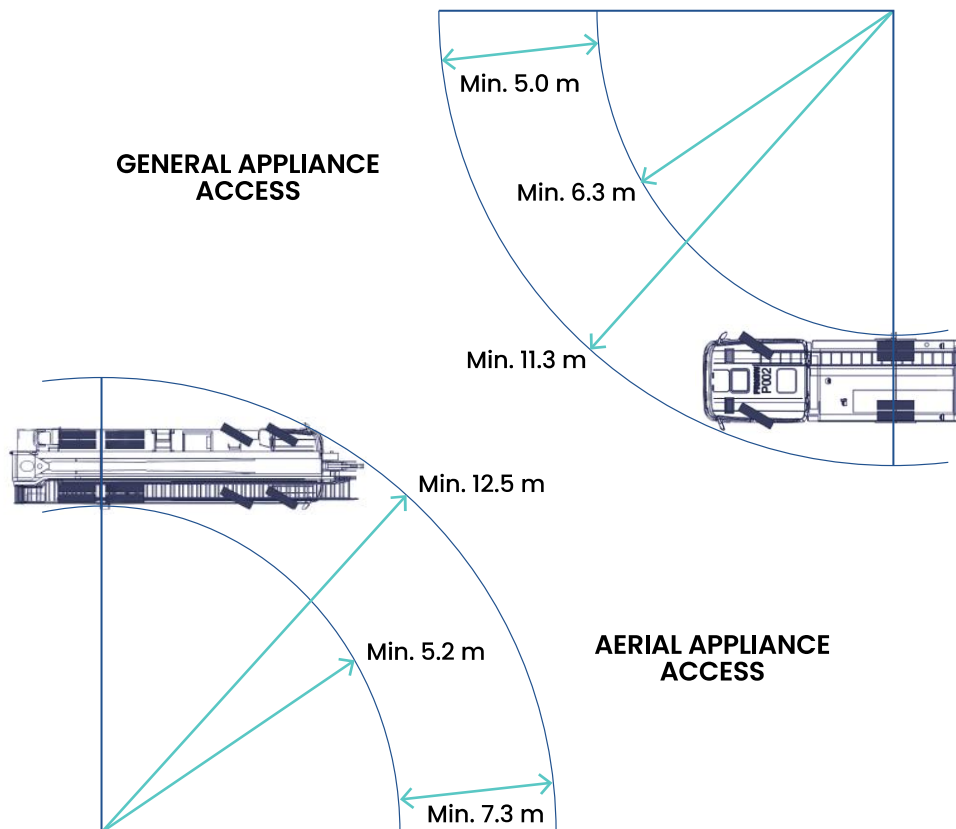 Min. 5.0 m
GENERAL APPLIANCE
ACCESS
Min. 6.3 m
Min. 11.3 m
P002
Min. 12.5 m
Min. 5.2 m
AERIAL APPLIANCE
ACCESS
Min. 7.3 m